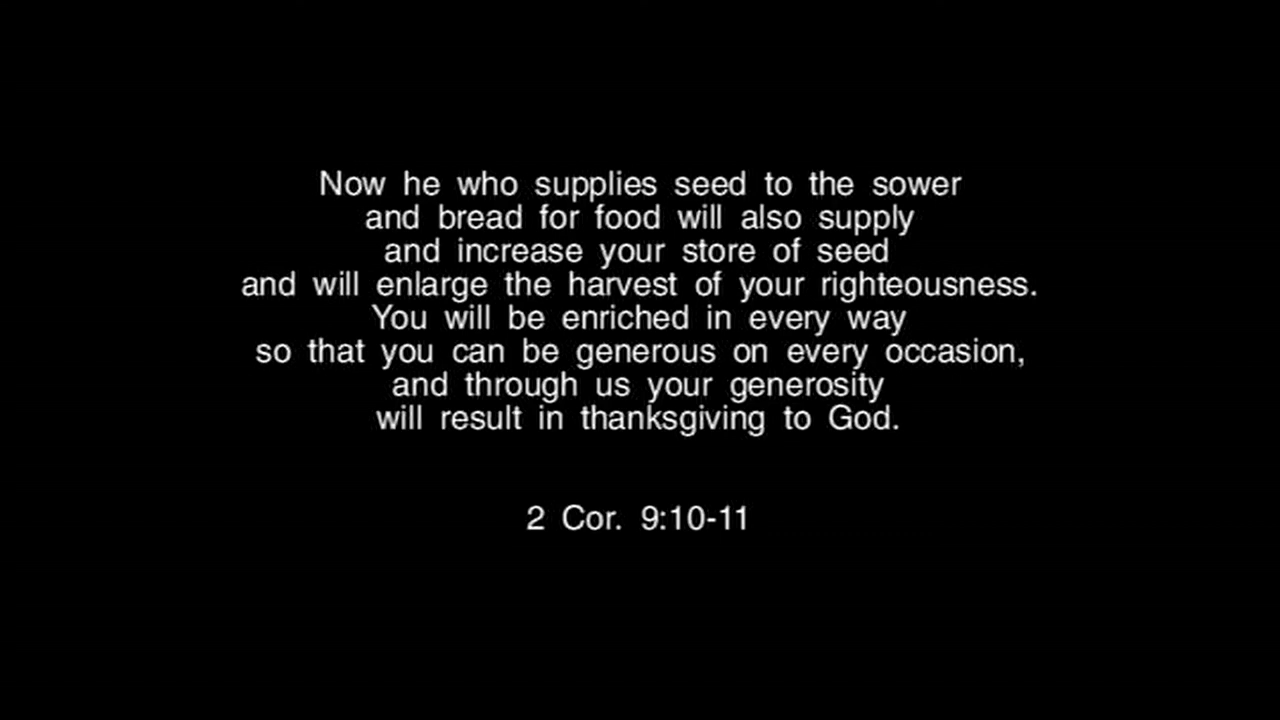 Now he who supplies seed to the sower
and bread for food will also supply
and increase your store of seed
and will enlarge the harvest of your righteousness.
You will be enriched in every way
so that you can be generous on every occasion,
and through us your generosity
will result in thanksgiving to God.
2 Cor. 9:10-11